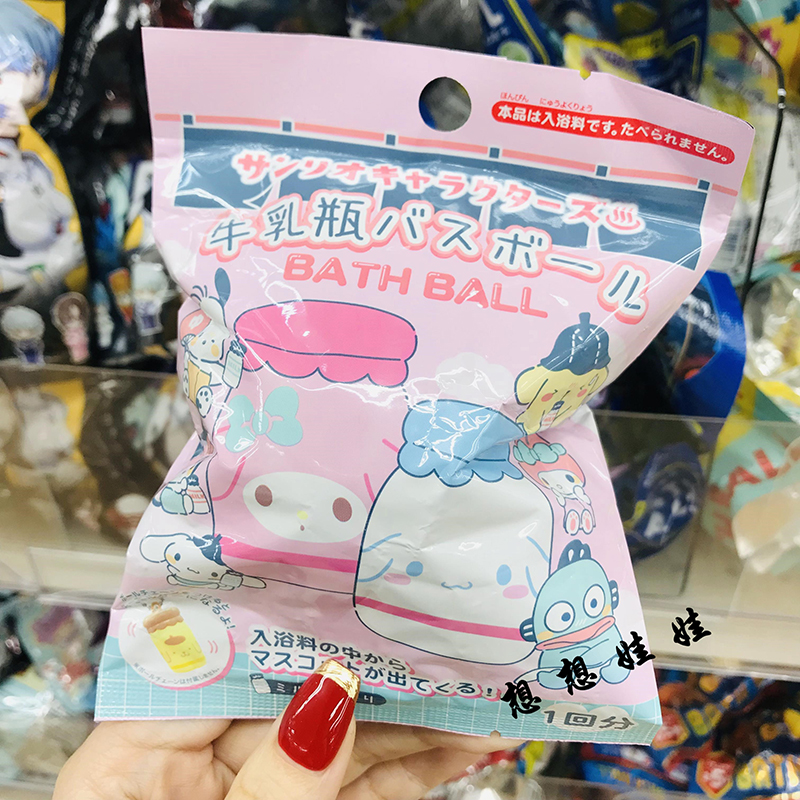 ほんぴん にゅうよくりょう
本品は入浴料です。たべられません。
サンリオキャラクターズ
牛乳瓶バスボール
BATH BALL
入浴料の中から
マスコットが出てくる！
1回分
想想娃娃